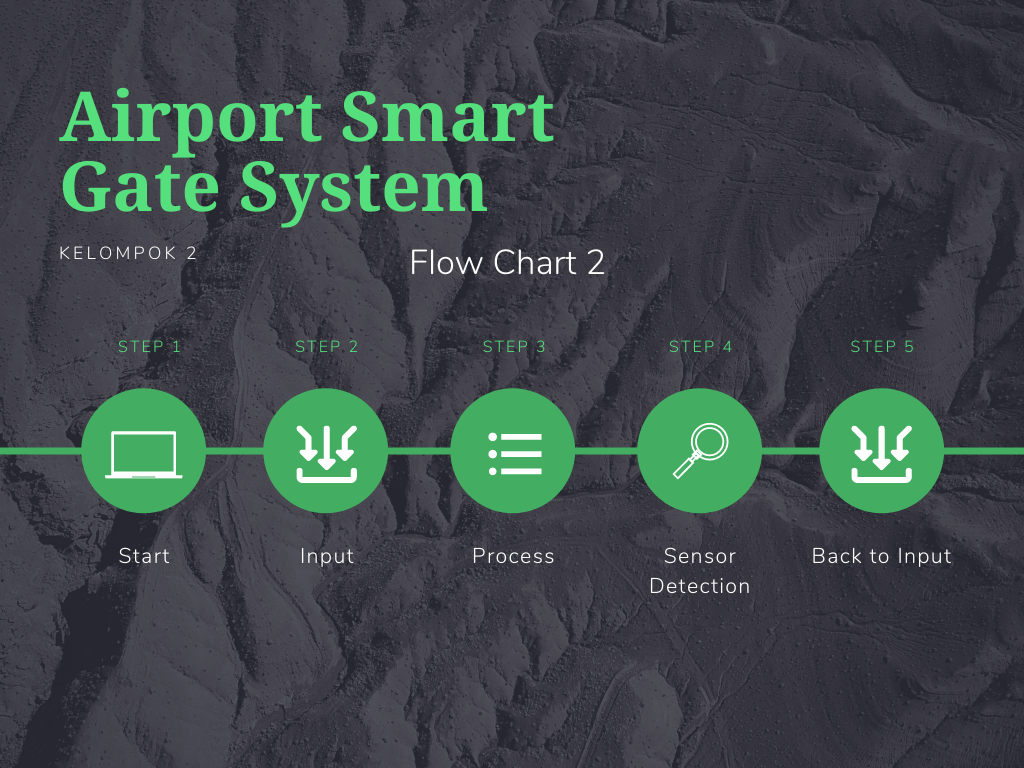 Airport Smart
Gate System
KELOMPOK 2
Flow Chart 2
STEP 1
STEP 2
STEP 3
STEP 4
STEP 5
Start
Input
Process
Sensor
Detection
Back to Input